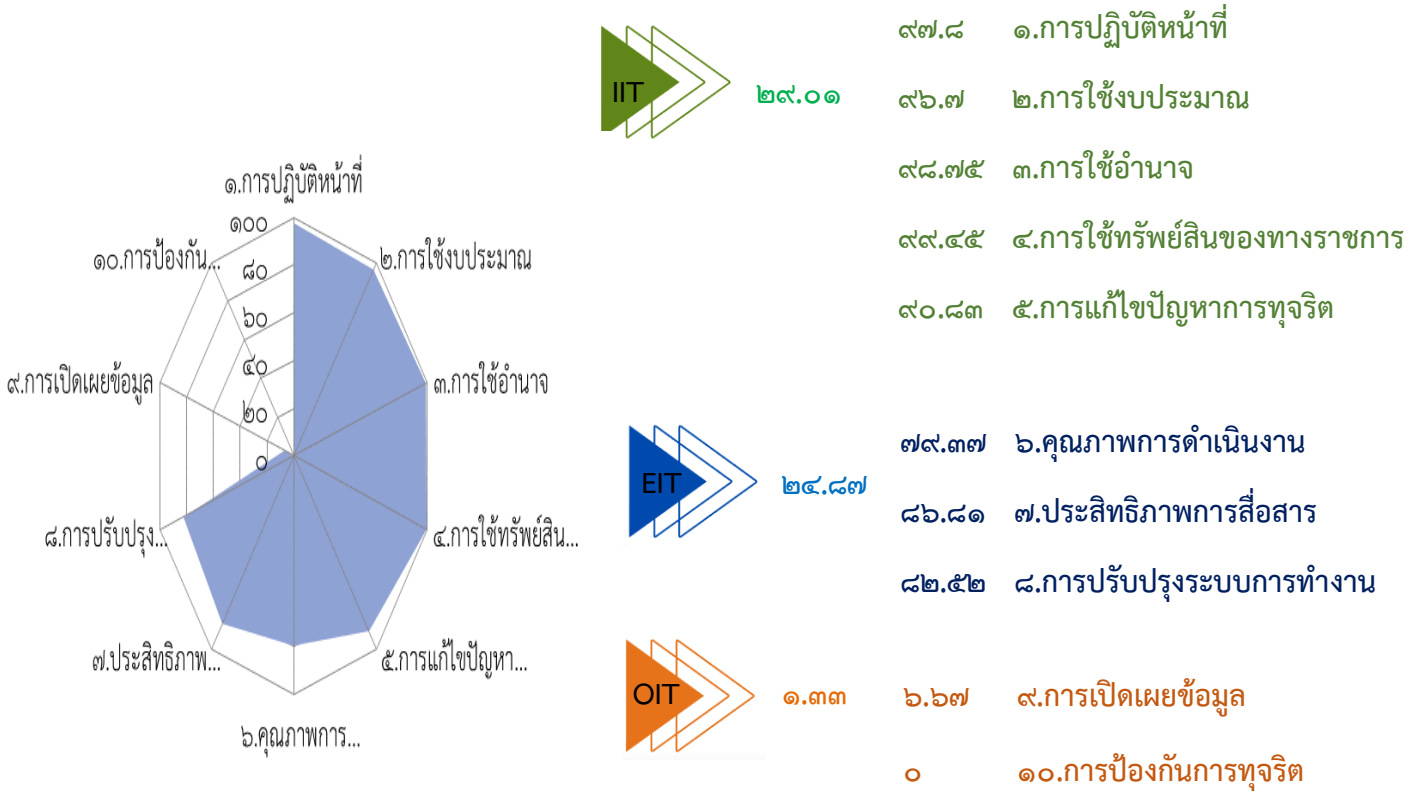 ๑.การปฏิบัติหน้าที่
๒.การใช้งบประมาณ
๓.การใช้อำนาจ
๔.การใช้ทรัพย์สิน...
๕.การแก้ไขปัญหา...
๖.คุณภาพการ...
๗.ประสิทธิภาพ...
๘.การปรับปรุง...
๙.การเปิดเผยข้อมูล
๑๐.การป้องกัน...
๑๐๐
๘๐
๖๐
๔๐
๒๐
๐
IIT ๒๙.๐๑
๙๗.๘ ๑.การปฏิบัติหน้าที่
๙๖.๗ ๒.การใช้งบประมาณ
๙๘.๗๕ ๓.การใช้อำนาจ
๙๙.๔๕ ๔.การใช้ทรัพย์สินของทางราชการ
๙๐.๘๓ ๕.การแก้ไขปัญหาการทุจริต
EIT ๒๔.๘๗
๗๙.๓๗ ๖.คุณภาพการดำเนินงาน
๘๖.๘๑ ๗.ประสิทธิภาพการสื่อสาร
๘๒.๕๒ ๘.การปรับปรุงระบบการทำงาน
OIT ๑.๓๓
๖.๖๗ ๙.การเปิดเผยข้อมูล
๐ ๑๐.การป้องกันการทุจริต